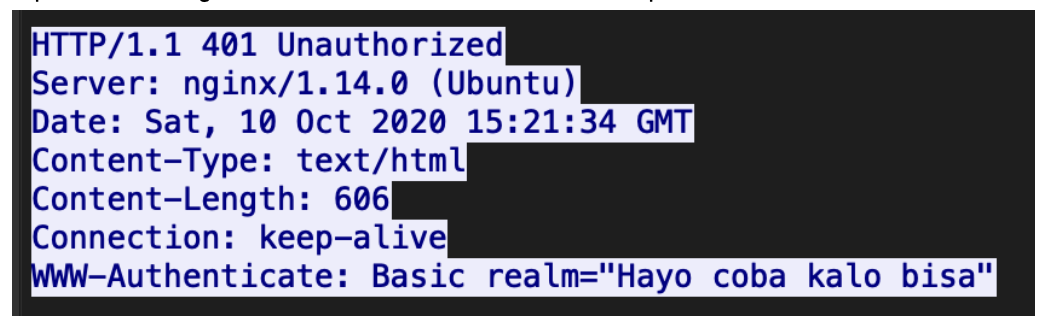 HTTP/1.1 401 Unauthorized
Server: nginx/1.14.0 (Ubuntu)
Date: Sat, 10 Oct 2020 15:21:34 GMT
Content-Type: text/html
Content-Length: 606
Connection: keep-alive
WWW-Authenticate: Basic realm="Hayo coba kalo bisa"